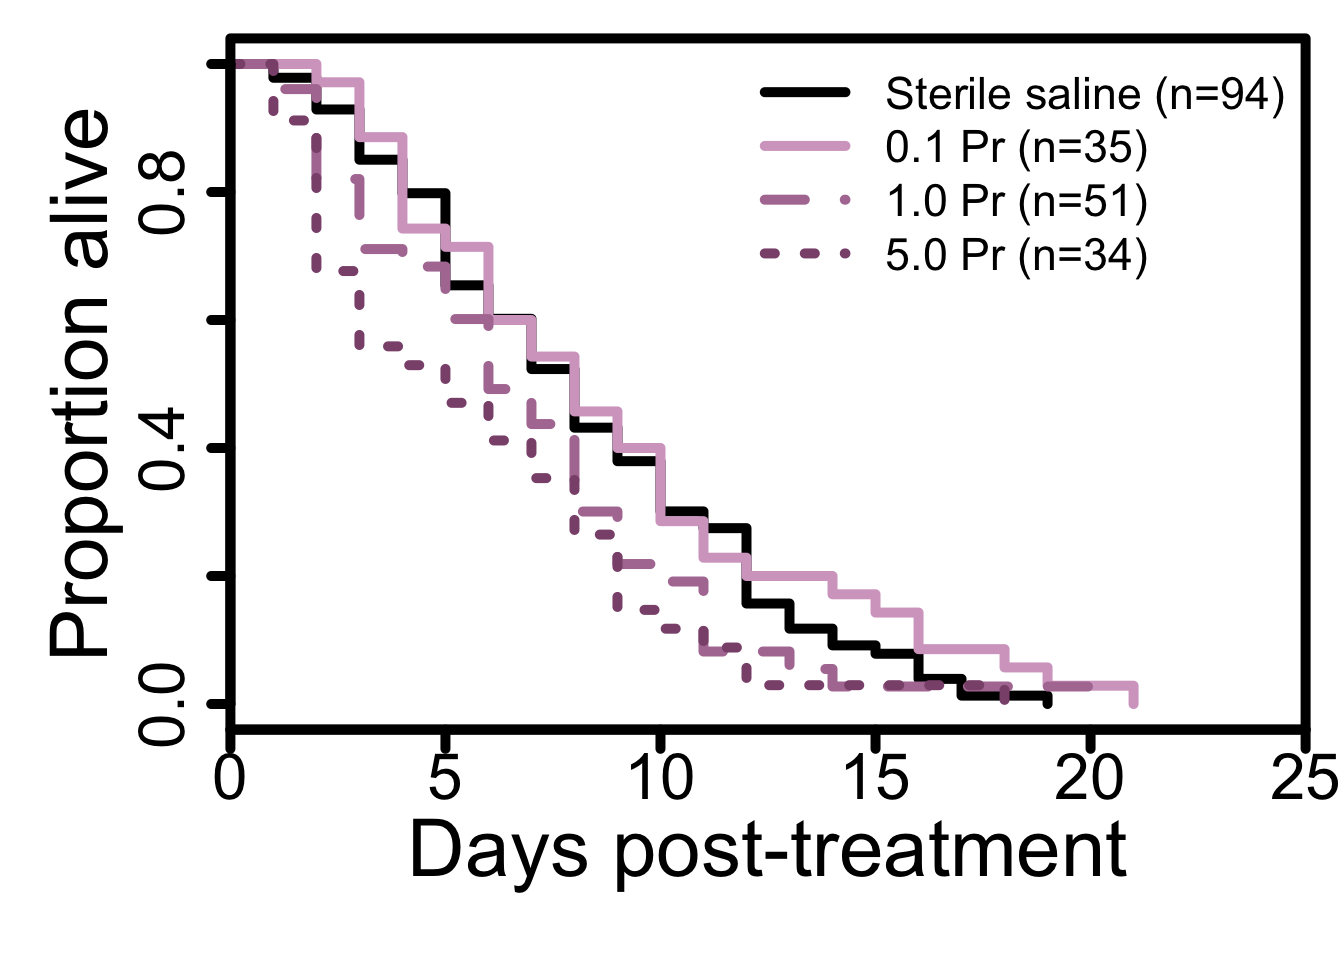 Sterile saline (n=94)
0.1 Pr (n=35)
1.0 Pr (n=51)
5.0 Pr (n=34)
Proportion alive
0.8
0.4
0.0
0 5 10 15 20 25
Days post-treatment